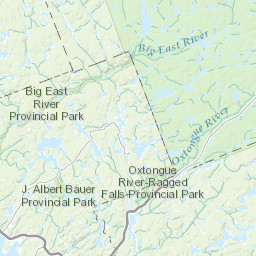 Big East River
Big East
River
Provincial Park
Oxtongue River
Oxtongue
River-Ragged
Falls-Provincial Park
J. Albert Bauer
Provincial Park